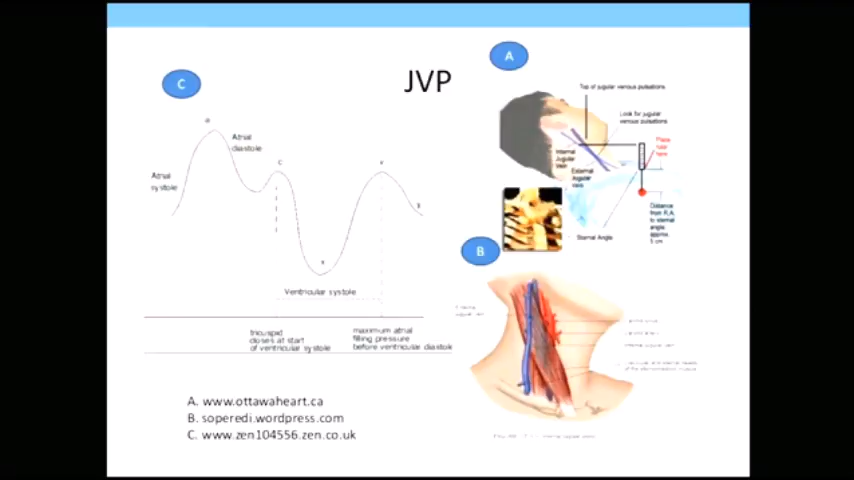 JVP
C
a
Atrial
diastole
Atrial
systole
c
v
x
Ventricular systole
tricuspid
closes at start
of ventricular systole
maximum atrial
filling pressure
before ventricular diastole
A
Top of jugular venous pulsations
Look for jugular
venous pulsations
Place
ruler
here
Internal
Jugular
Vein
External
Jugular
vein
Sternal Angle
Distance
from R.A.
to sternal
angle
approx.
5 cm
B
A. www.ottawaheart.ca
B. soperedi.wordpress.com
C. www.zen104556.zen.co.uk